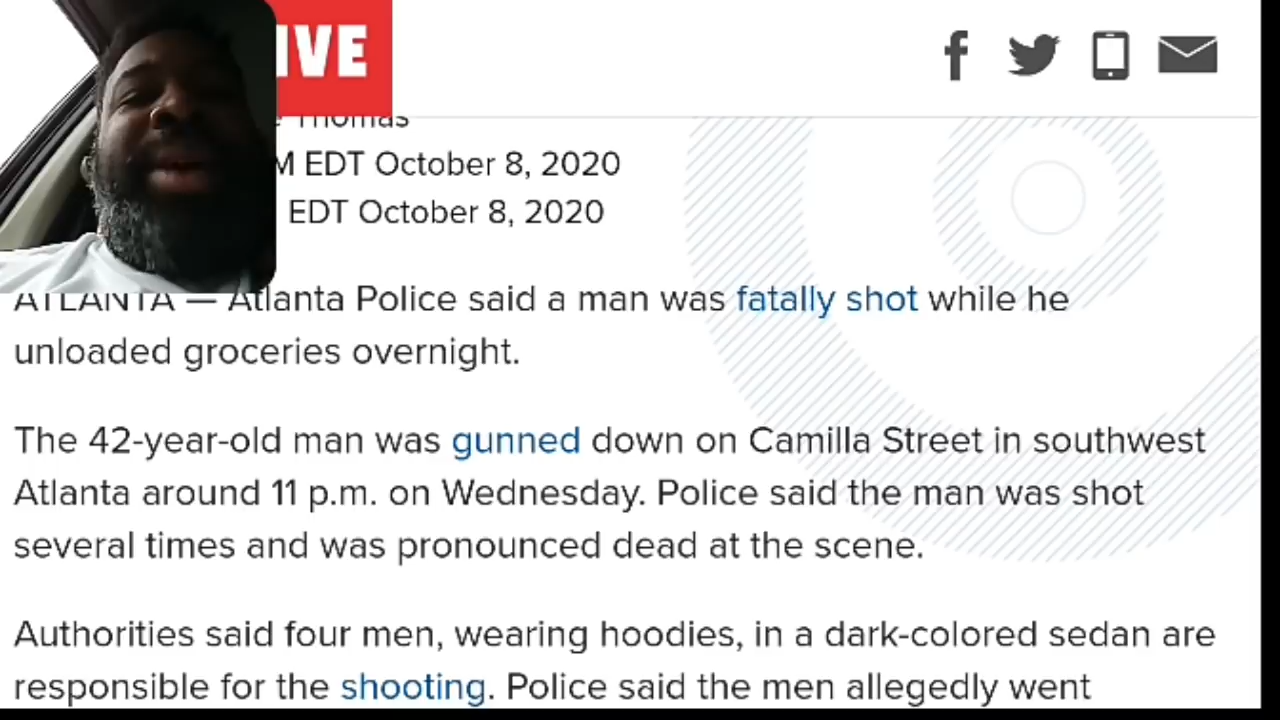 IVE
Thomas
M EDT October 8, 2020
EDT October 8, 2020
ATLANTA — Atlanta Police said a man was fatally shot while he
unloaded groceries overnight.
The 42-year-old man was gunned down on Camilla Street in southwest
Atlanta around 11 p.m. on Wednesday. Police said the man was shot
several times and was pronounced dead at the scene.
Authorities said four men, wearing hoodies, in a dark-colored sedan are
responsible for the shooting. Police said the men allegedly went